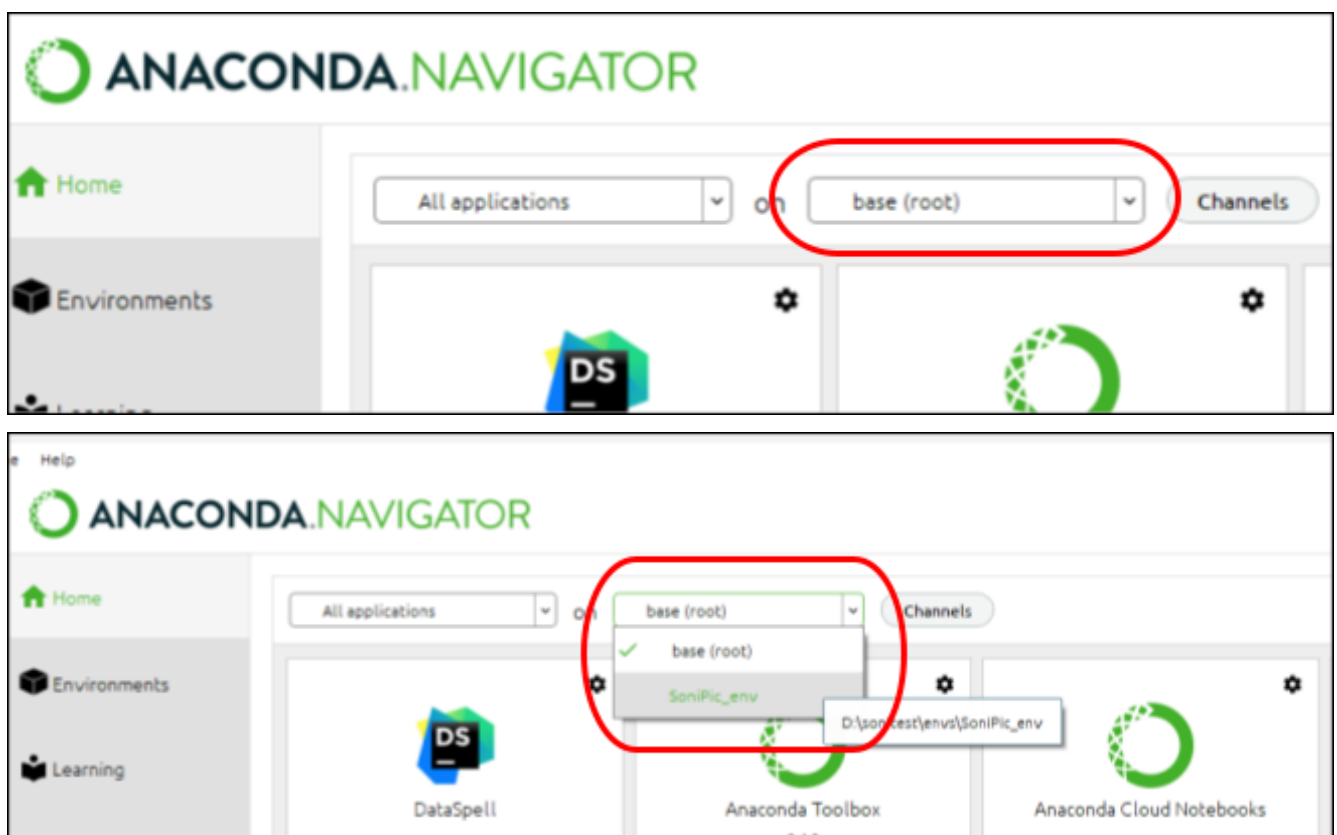 ANACONDA.NAVIGATOR
Home
All applications
on
base (root)
Channels
Environments
DS
Learning
Help
ANACONDA.NAVIGATOR
Home
All applications
on
base (root)
Channels
base (root)
SoniPic_env
Environments
DS
Learning
DataSpell
Anaconda Toolbox
Anaconda Cloud Notebooks